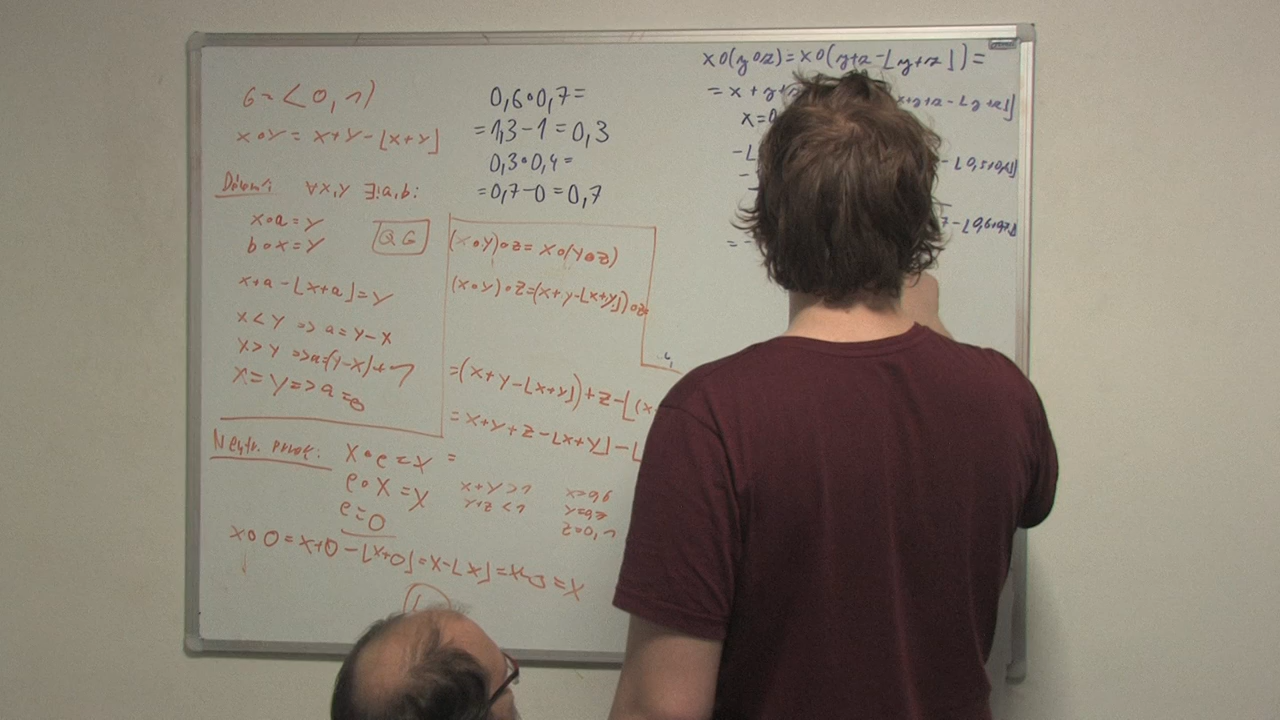 G = <0,1)
x∘y = x+y-⌊x+y⌋
Dělení: ∀x,y ∃!a,b:
x∘a = y
b∘x = y
QG
x+a-⌊x+a⌋=y
x<y => a=y-x
x>y => a=(y-x)+1
x=y => a=0
Neutr. prvek:
x∘e = x =
e∘x = x
e=0
x∘0 = x+0-⌊x+0⌋=x-⌊x⌋=x-0=x
0,6∘0,7=
=1,3-1=0,3
0,3∘0,4=
=0,7-0=0,7
(x∘y)∘z = x∘(y∘z)
(x∘y)∘z=(x+y-⌊x+y⌋)∘z=
=(x+y-⌊x+y⌋)+z-⌊(x
=x+y+z-⌊x+y⌋-⌊
x+y>1
y+z<1
x=0,6
z=0,1
x∘(y∘z)=x∘(y+z-⌊y+z⌋)=
= x + y+
x+y+z-⌊y+z⌋⌋
x=0